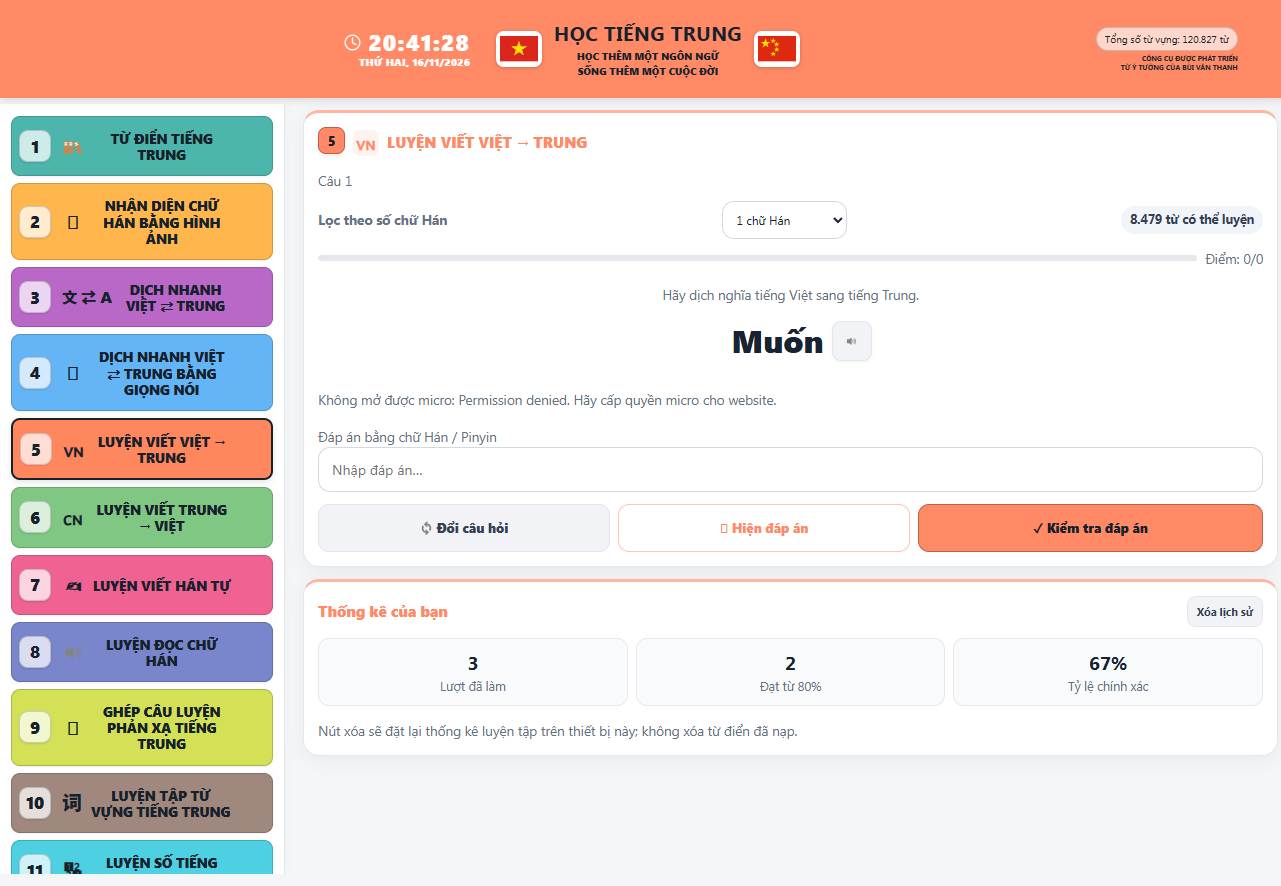 20:41:28
THỨ HAI, 16/11/2026
HỌC TIẾNG TRUNG
HỌC THÊM MỘT NGÔN NGỮ
SỐNG THÊM MỘT CUỘC ĐỜI
Tổng số từ vựng: 120.827 từ
CÔNG CỤ ĐƯỢC PHÁT TRIỂN
TỪ Ý TƯỞNG CỦA BÙI VĂN THANH
1
TỪ ĐIỂN TIẾNG
TRUNG
2
NHẬN DIỆN CHỮ
HÁN BẰNG HÌNH
ẢNH
3
文 ⇄ A
DỊCH NHANH
VIỆT ⇄ TRUNG
4
DỊCH NHANH VIỆT
⇄ TRUNG BẰNG
GIỌNG NÓI
5
VN
LUYỆN VIẾT VIỆT →
TRUNG
6
CN
LUYỆN VIẾT TRUNG
→ VIỆT
7
LUYỆN VIẾT HÁN TỰ
8
LUYỆN ĐỌC CHỮ
HÁN
9
GHÉP CÂU LUYỆN
PHẢN XẠ TIẾNG
TRUNG
10
词
LUYỆN TẬP TỪ
VỰNG TIẾNG TRUNG
11
LUYỆN SỐ TIẾNG
5 VN LUYỆN VIẾT VIỆT → TRUNG
Câu 1
Lọc theo số chữ Hán
1 chữ Hán
8.479 từ có thể luyện
Điểm: 0/0
Hãy dịch nghĩa tiếng Việt sang tiếng Trung.
Muốn
Không mở được micro: Permission denied. Hãy cấp quyền micro cho website.
Đáp án bằng chữ Hán / Pinyin
Nhập đáp án...
Đổi câu hỏi
Hiện đáp án
✓ Kiểm tra đáp án
Thống kê của bạn
Xóa lịch sử
3
Lượt đã làm
2
Đạt từ 80%
67%
Tỷ lệ chính xác
Nút xóa sẽ đặt lại thống kê luyện tập trên thiết bị này; không xóa từ điển đã nạp.